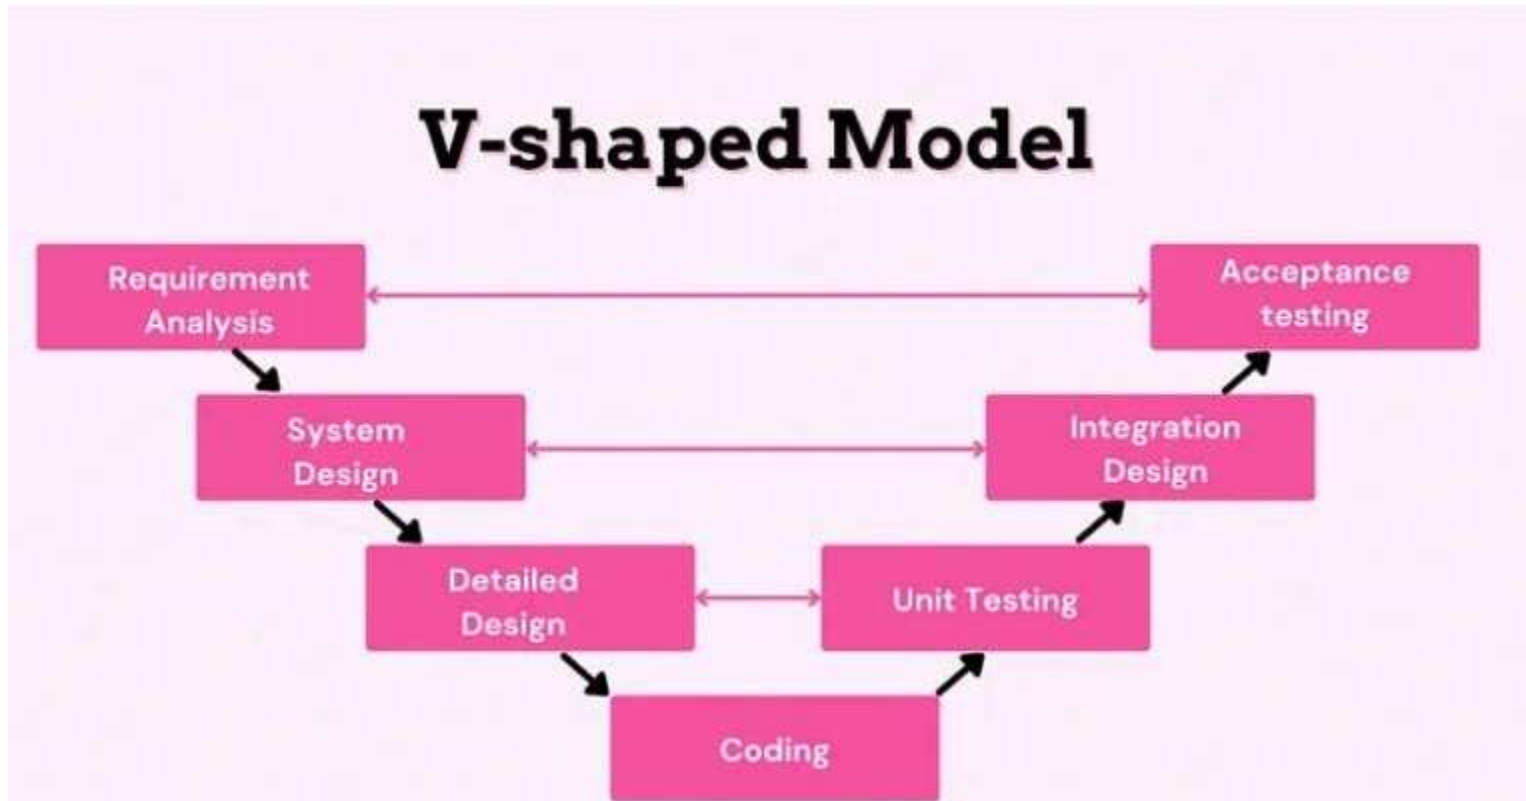 V-shaped Model
Requirement
Analysis
Acceptance
testing
System
Design
Integration
Design
Detailed
Design
Unit Testing
Coding